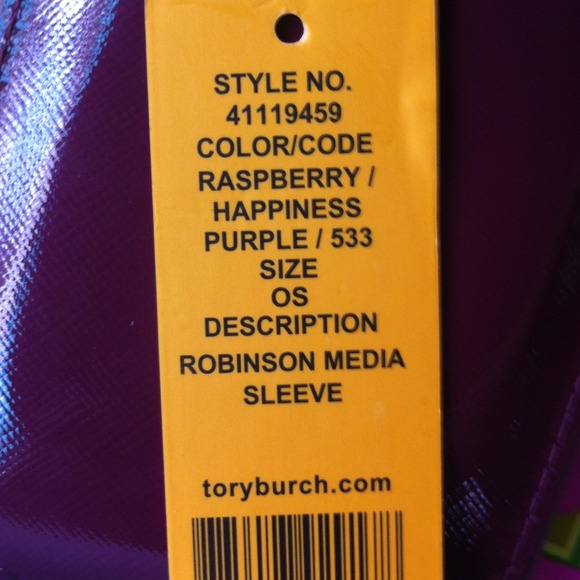 STYLE NO.
41119459
COLOR/CODE
RASPBERRY /
HAPPINESS
PURPLE / 533
SIZE
OS
DESCRIPTION
ROBINSON MEDIA
SLEEVE
toryburch.com